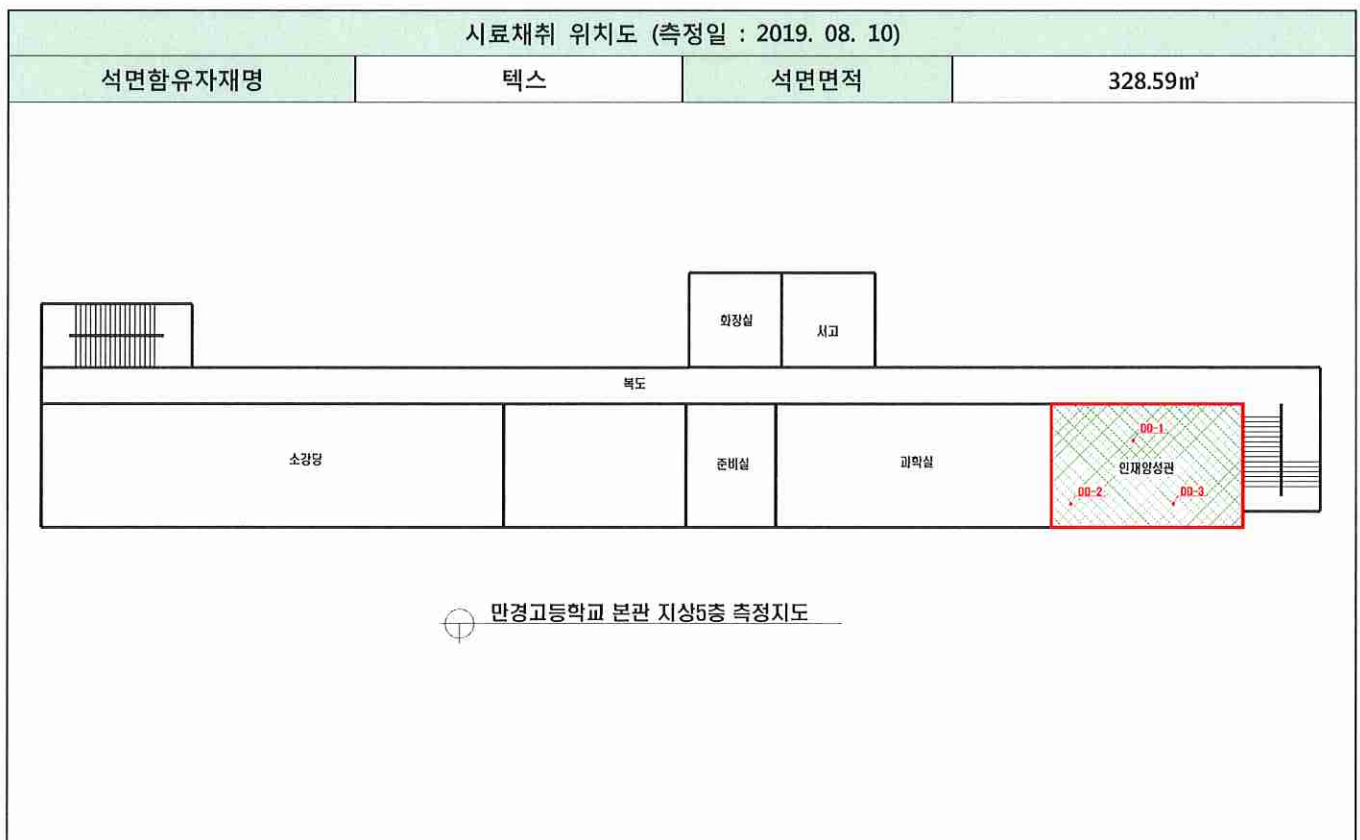 시료채취 위치도 (측정일 : 2019. 08. 10)
석면함유자재명 텍스 석면면적 328.59㎡
화장실 서고
복도
소강당 준비실 과학실 인재양성관
DD-1
DD-2 DD-3
만경고등학교 본관 지상5층 측정지도